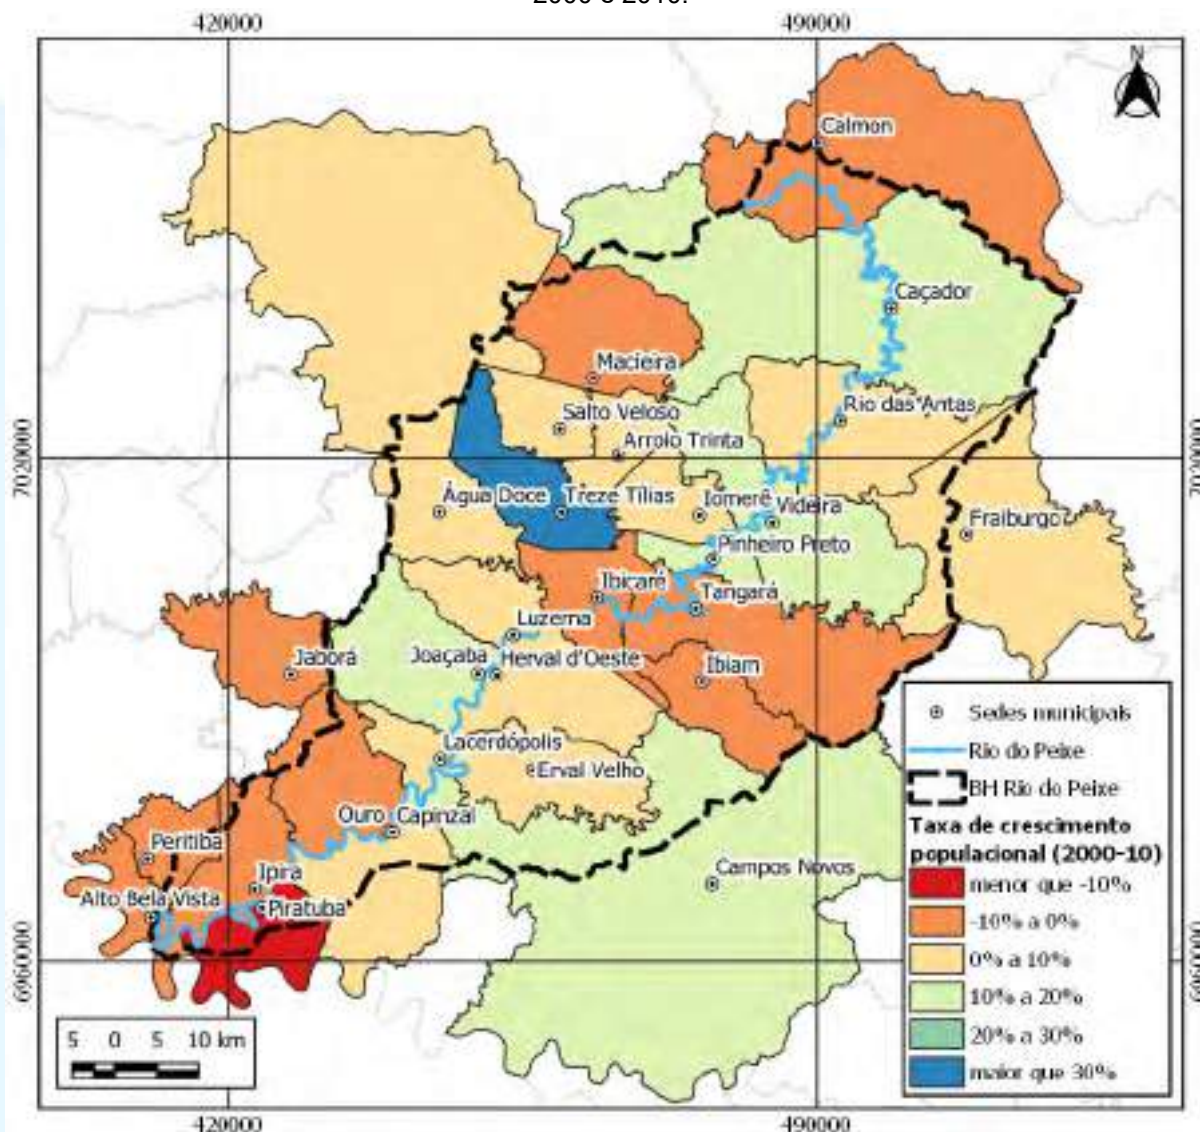 2000 e 2010.
420000
490000
N
Calmon
Caçador
Macieira
Rio das Antas
Salto Veloso
Arroio Trinta
7020000
7020000
Água Doce
Treze Tílias
Iomerê
Videira
Fraiburgo
Pinheiro Preto
Ibicaré
Tangará
Luzerna
Joaçaba
Herval d'Oeste
Jaborá
Ibiam
Lacerdópolis
Erval Velho
Ouro
Capinzal
Peritiba
Ipira
Campos Novos
Alto Bela Vista
Piratuba
6960000
6960000
Sedes municipais
Rio do Peixe
BH Rio do Peixe
Taxa de crescimento
populacional (2000-10)
menor que -10%
-10% a 0%
0% a 10%
10% a 20%
20% a 30%
maior que 30%
5 0 5 10 km
420000
490000